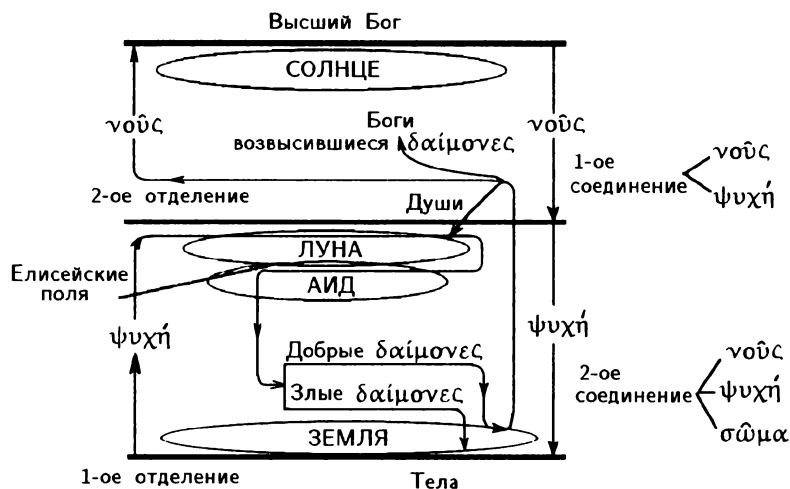 Высший Бог
СОЛНЦЕ
νοῦς
Боги
возвысившиеся δαίμονες
νοῦς
1-ое
соединение
νοῦς
ψυχή
2-ое отделение
Души
ЛУНА
Елисейские
поля
АИД
ψυχή
ψυχή
Добрые δαίμονες
Злые δαίμονες
2-ое
соединение
νοῦς
ψυχή
σῶμα
ЗЕМЛЯ
1-ое отделение
Тела